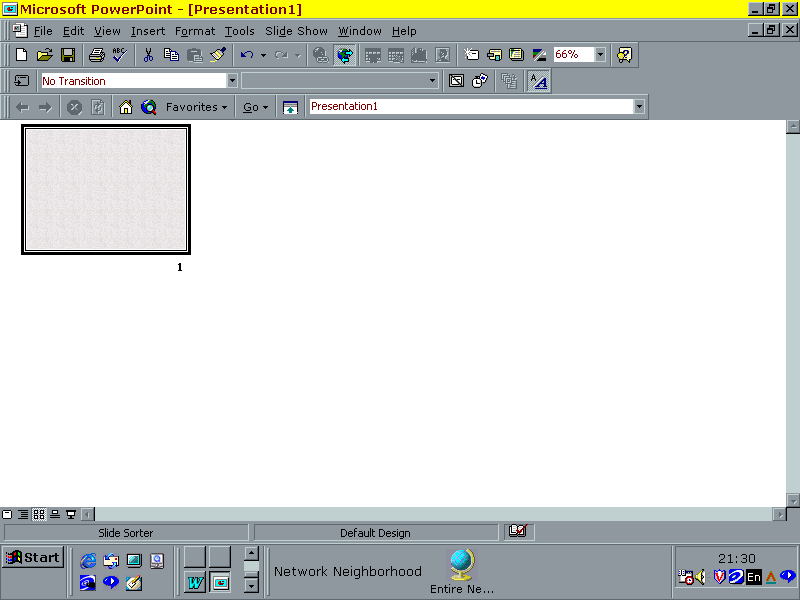 Microsoft PowerPoint - [Presentation1]
File Edit View Insert Format Tools Slide Show Window Help
ABC
66%
No Transition
Favorites Go Presentation1
1
Slide Sorter Default Design
Start
W
Network Neighborhood
Entire Ne...
21:30
En